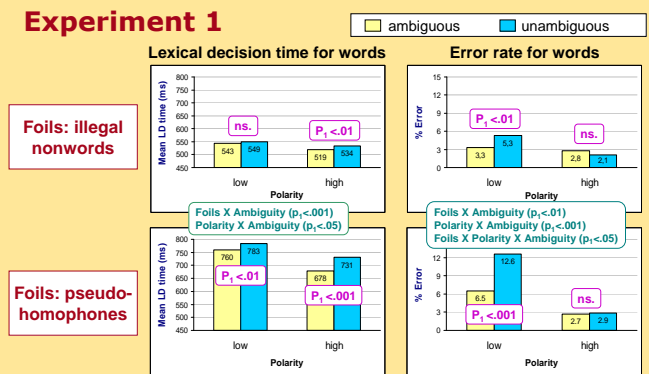 Experiment 1
ambiguous unambiguous
Lexical decision time for words
Error rate for words
Foils: illegal
nonwords
Mean LD time (ms)
800
750
700
650
600
550
500
450
ns.
P1 <.01
543 549 519 534
low high
Polarity
% Error
15
12
9
6
3
0
P1 <.01
ns.
3,3 5,3 2,8 2,1
low high
Polarity
Foils X Ambiguity (p1<.001)
Polarity X Ambiguity (p1<.05)
Foils X Ambiguity (p1<.01)
Polarity X Ambiguity (p1<.001)
Foils X Polarity X Ambiguity (p1<.05)
Foils: pseudo-
homophones
Mean LD time (ms)
800
750
700
650
600
550
500
450
760 783 678 731
P1 <.01
P1 <.001
low high
Polarity
% Error
12
9
6
3
0
6.5 12.6 2.7 2.9
P1 <.001
ns.
low high
Polarity